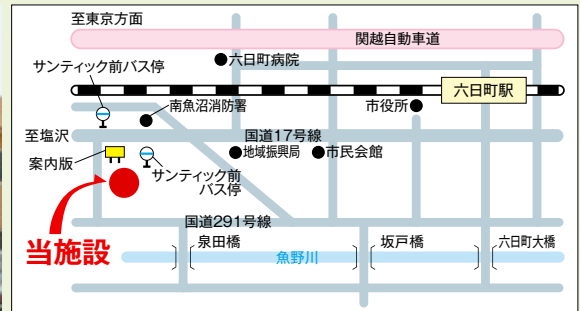 至東京方面
関越自動車道
六日町病院
サンティック前バス停
六日町駅
南魚沼消防署
市役所
至塩沢
国道17号線
案内版
地域振興局
市民会館
サンティック前
バス停
国道291号線
当施設
泉田橋
坂戸橋
六日町大橋
魚野川